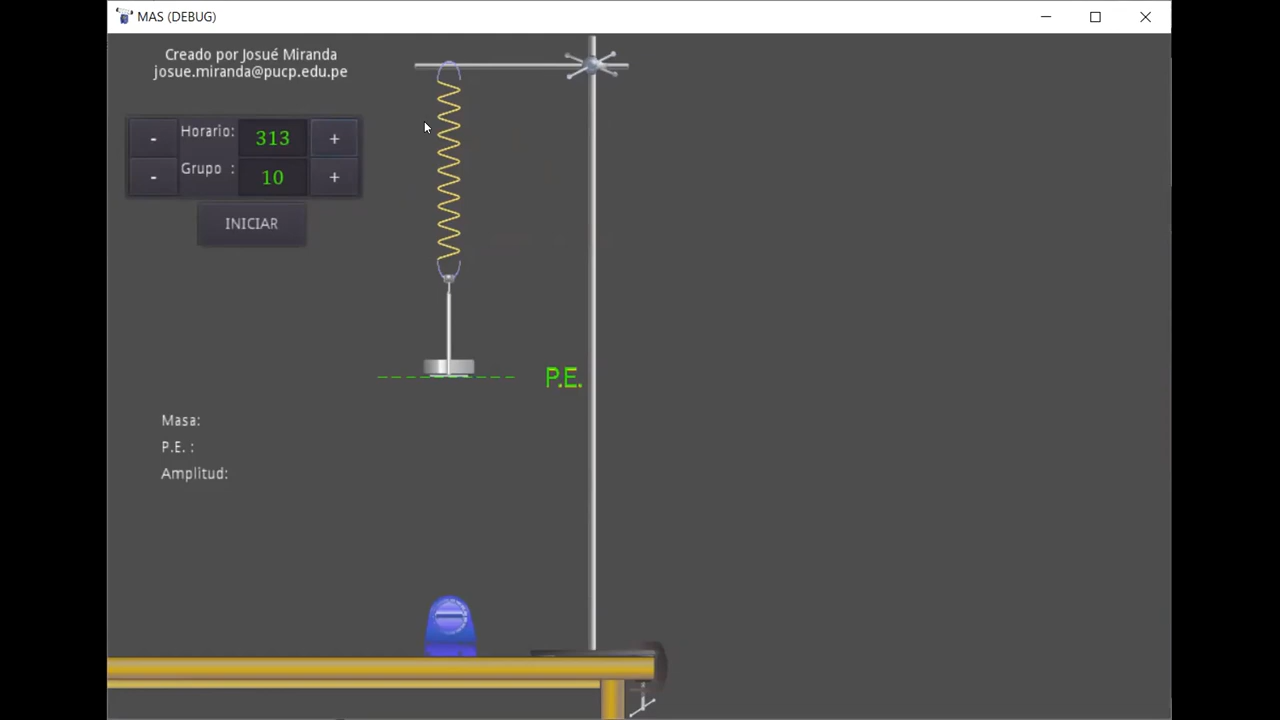 MAS (DEBUG)
Creado por Josué Miranda
josue.miranda@pucp.edu.pe
- Horario: 313 +
- Grupo : 10 +
INICIAR
P.E.
Masa:
P.E. :
Amplitud: